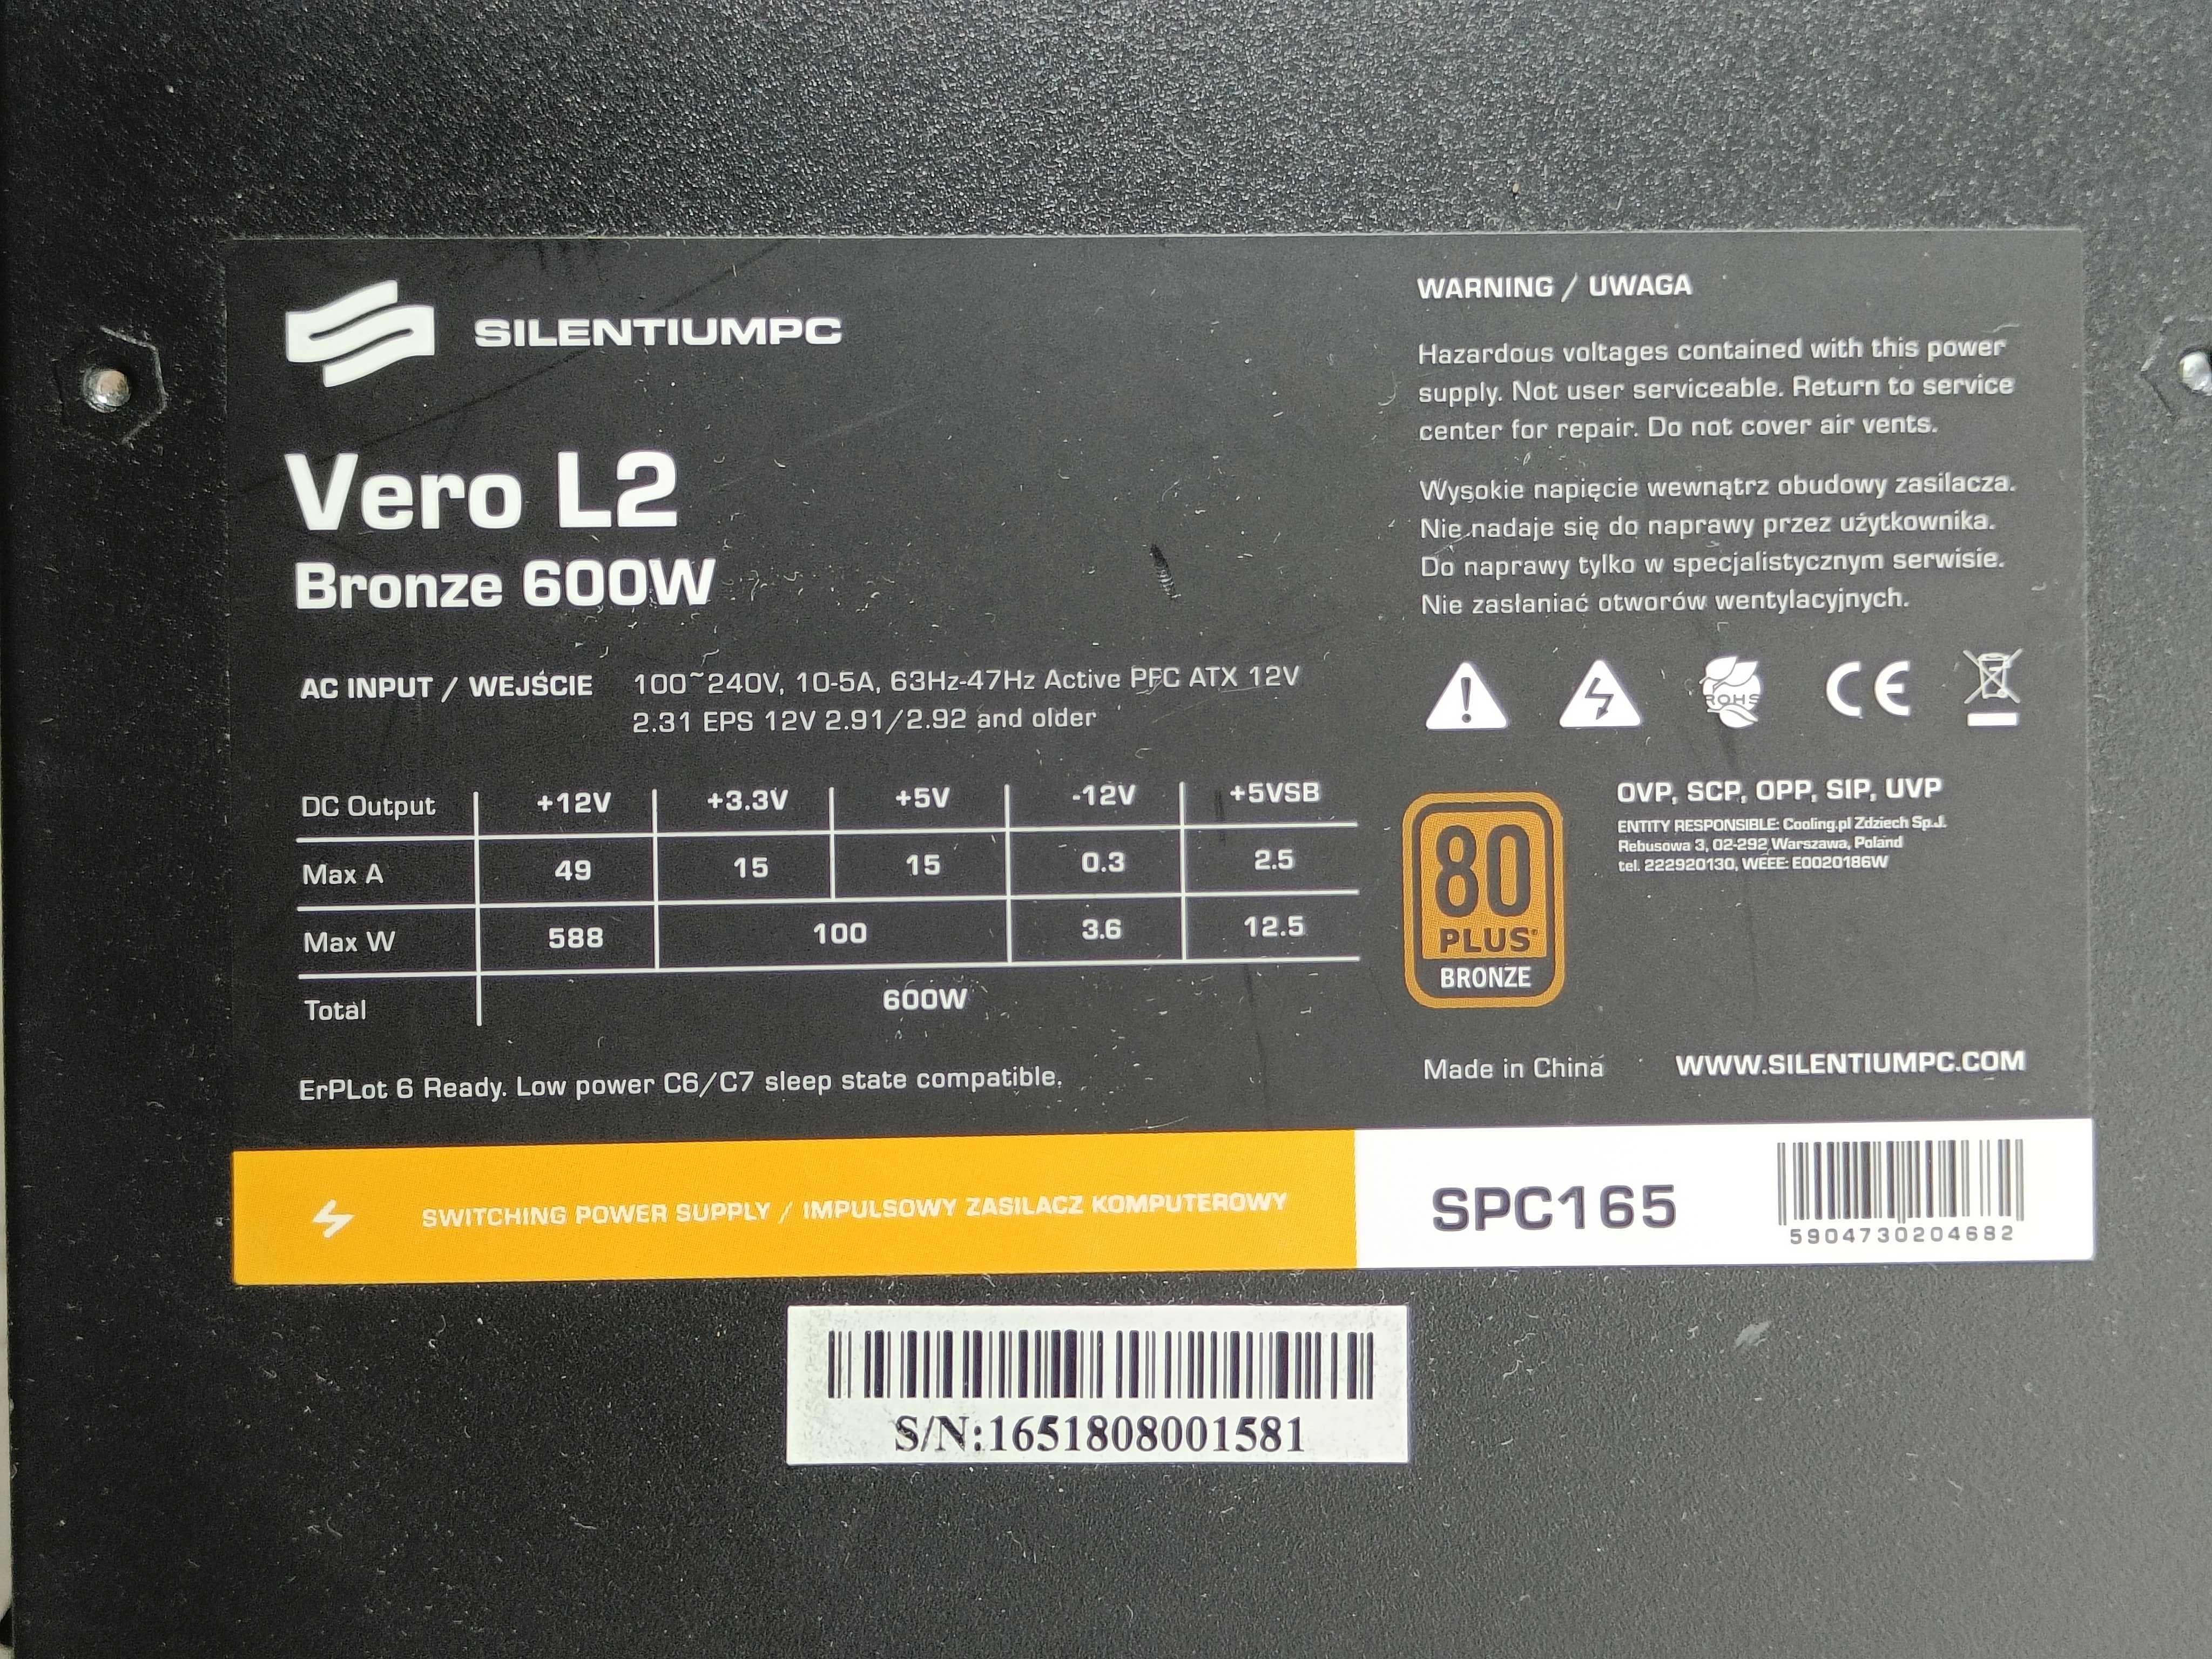 SILENTIUMPC
Vero L2
Bronze 600W
AC INPUT / WEJŚCIE 100~240V, 10-5A, 63Hz-47Hz Active PFC ATX 12V
2.31 EPS 12V 2.91/2.92 and older
DC Output +12V +3.3V +5V -12V +5VSB
Max A 49 15 15 0.3 2.5
Max W 588 100 3.6 12.5
Total 600W
ErPLot 6 Ready. Low power C6/C7 sleep state compatible.
WARNING / UWAGA
Hazardous voltages contained with this power
supply. Not user serviceable. Return to service
center for repair. Do not cover air vents.
Wysokie napięcie wewnątrz obudowy zasilacza.
Nie nadaje się do naprawy przez użytkownika.
Do naprawy tylko w specjalistycznym serwisie.
Nie zasłaniać otworów wentylacyjnych.
ROHS
CE
80
PLUS
BRONZE
OVP, SCP, OPP, SIP, UVP
ENTITY RESPONSIBLE: Cooling.pl Zdziech Sp.J.
Rebusowa 3, 02-292 Warszawa, Poland
tel. 222920130, WEEE: E0020186W
Made in China WWW.SILENTIUMPC.COM
SWITCHING POWER SUPPLY / IMPULSOWY ZASILACZ KOMPUTEROWY
SPC165
5904730204682
S/N:1651808001581